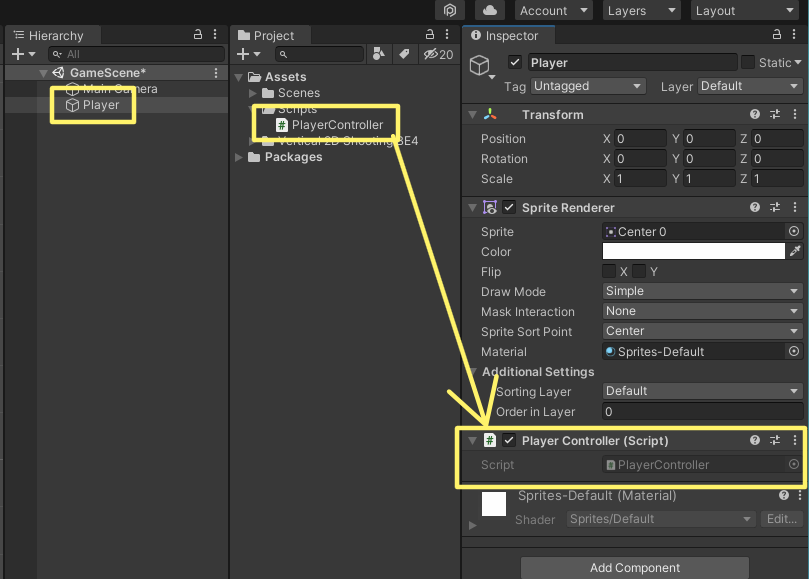 Account Layers Layout
Hierarchy
All
GameScene*
Main Camera
Player
Project
20
Assets
Scenes
Scripts
PlayerController
Vertical 2D Shooting BE4
Packages
Inspector
Player Static
Tag Untagged Layer Default
Transform
Position X 0 Y 0 Z 0
Rotation X 0 Y 0 Z 0
Scale X 1 Y 1 Z 1
Sprite Renderer
Sprite Center 0
Color
Flip X Y
Draw Mode Simple
Mask Interaction None
Sprite Sort Point Center
Material Sprites-Default
Additional Settings
Sorting Layer Default
Order in Layer 0
# Player Controller (Script)
Script PlayerController
Sprites-Default (Material)
Shader Sprites/Default Edit...
Add Component